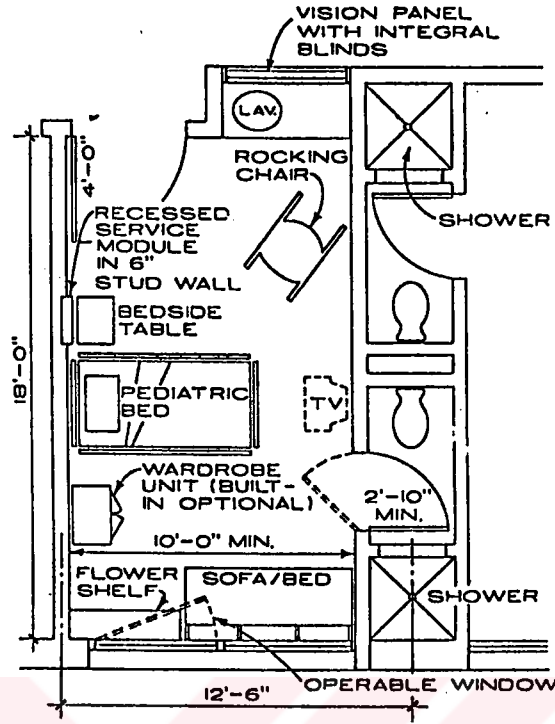 VISION PANEL
WITH INTEGRAL
BLINDS
LAV.
ROCKING
CHAIR
4'-0"
SHOWER
RECESSED
SERVICE
MODULE
IN 6"
STUD WALL
BEDSIDE
TABLE
18'-0"
PEDIATRIC
BED
TV
WARDROBE
UNIT (BUILT-
IN OPTIONAL)
2'-10"
MIN.
10'-0" MIN.
FLOWER
SHELF
SOFA/BED
SHOWER
OPERABLE WINDOW
12'-6"